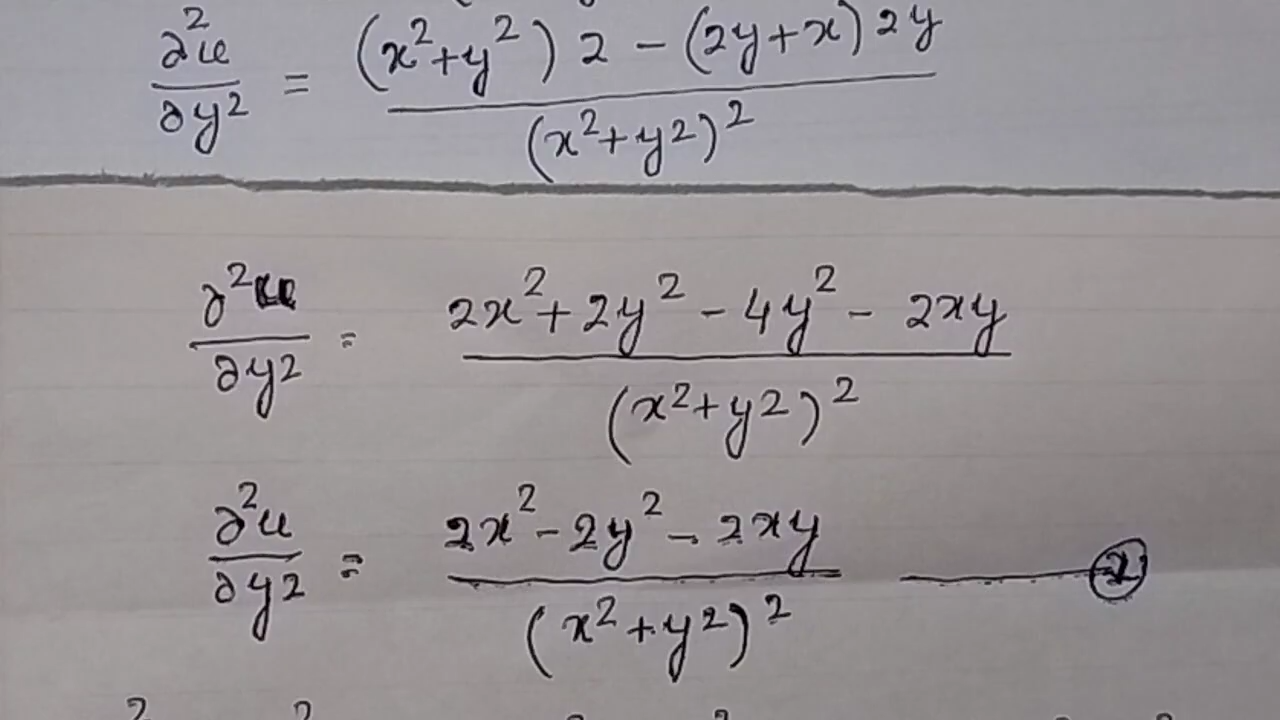 ∂²u/∂y² = (x²+y²)2 - (2y+x)2y / (x²+y²)²
∂²u/∂y² = 2x²+2y²-4y²-2xy / (x²+y²)²
∂²u/∂y² = 2x²-2y²-2xy / (x²+y²)² —— ②